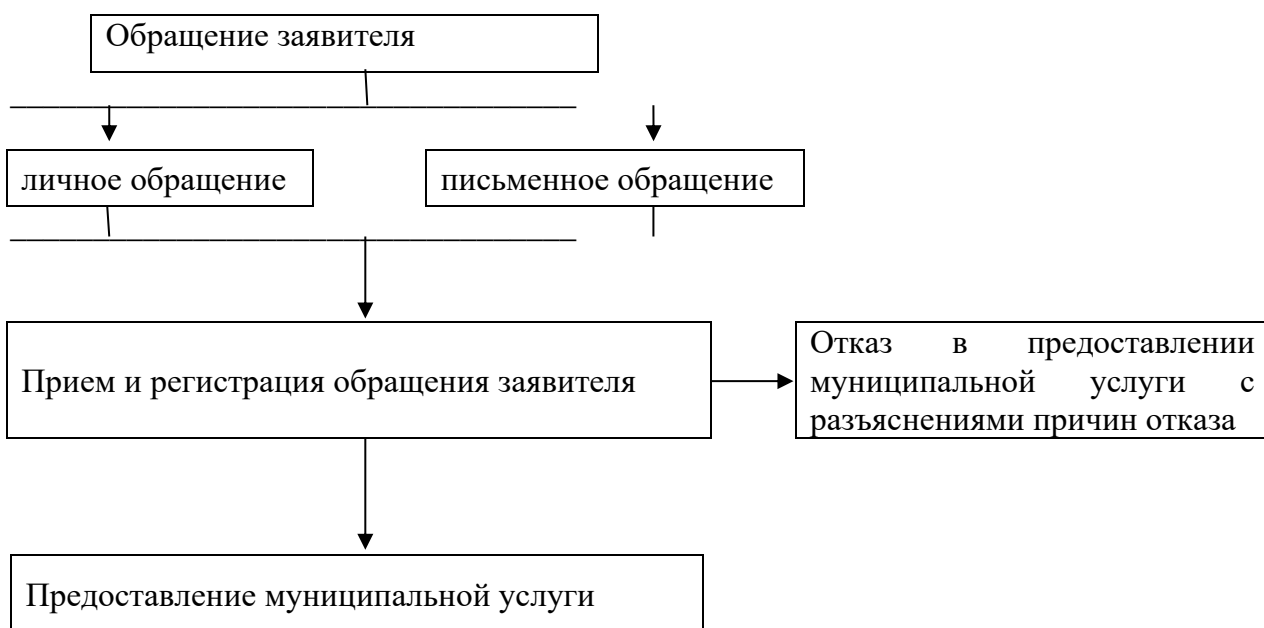 Обращение заявителя
личное обращение
письменное обращение
Прием и регистрация обращения заявителя
Отказ в предоставлении
муниципальной услуги с
разъяснениями причин отказа
Предоставление муниципальной услуги